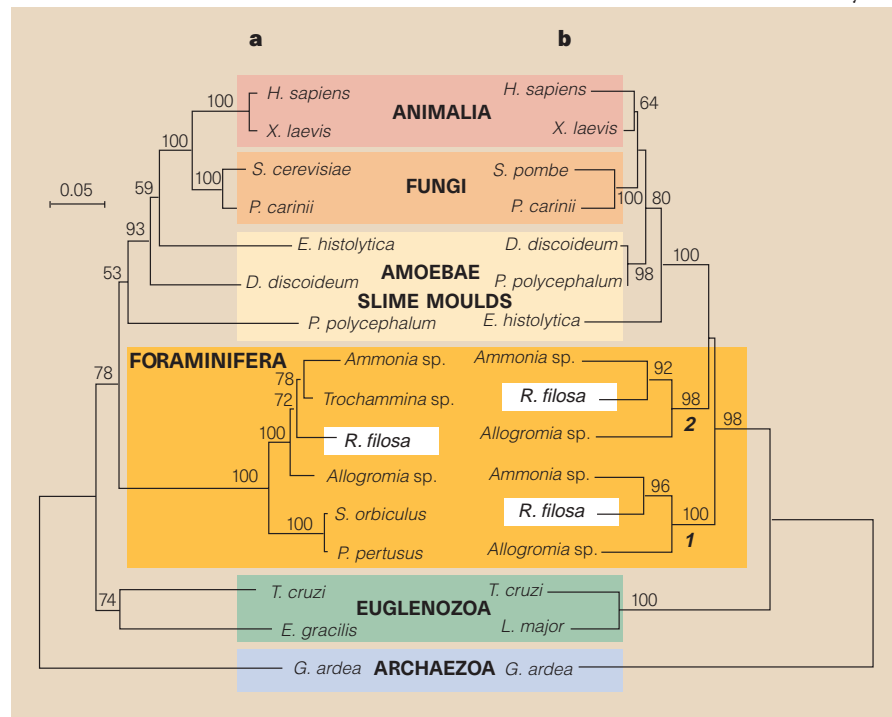 a b
H. sapiens H. sapiens
100 64
ANIMALIA
X. laevis X. laevis
100
S. cerevisiae S. pombe
100 FUNGI
0.05 59 100 80
P. carinii P. carinii
93 E. histolytica D. discoideum
100
AMOEBAE
53 D. discoideum P. polycephalum 98
SLIME MOULDS
P. polycephalum E. histolytica
FORAMINIFERA Ammonia sp. Ammonia sp.
78 78 92
72 Trochammina sp. R. filosa 98
100 R. filosa Allogromia sp. 2 98
100 Allogromia sp. Ammonia sp.
96
S. orbiculus R. filosa 100
100 1
P. pertusus Allogromia sp.
T. cruzi T. cruzi
74 EUGLENOZOA 100
E. gracilis L. major
G. ardea ARCHAEZOA G. ardea